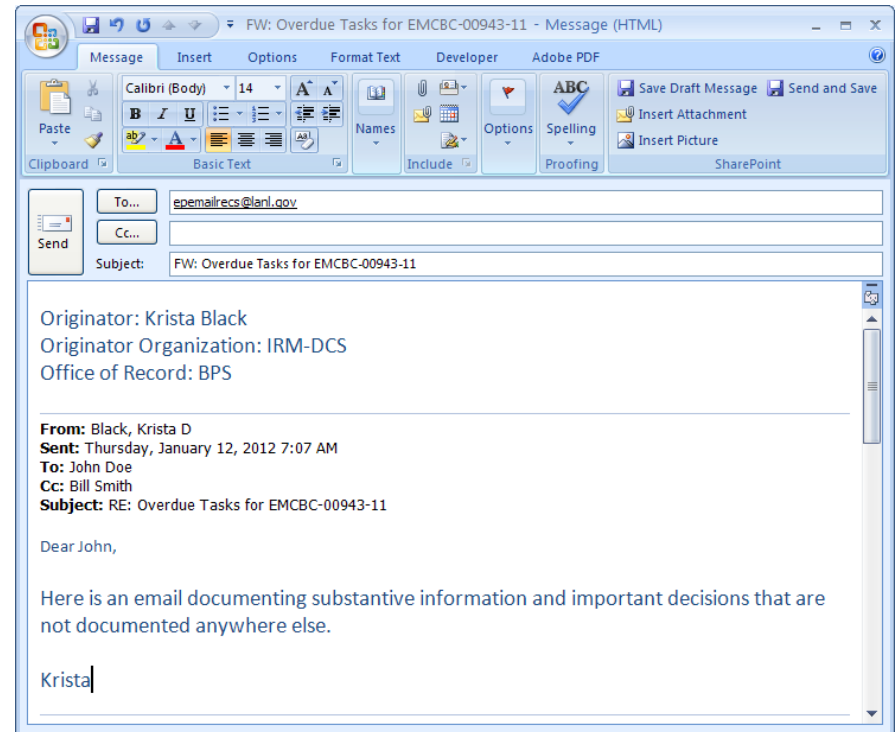 FW: Overdue Tasks for EMCBC-00943-11 - Message (HTML)
Message Insert Options Format Text Developer Adobe PDF
Paste
Clipboard
Calibri (Body) 14 A A
B I U
ab A
Basic Text
Names
Include
Options
ABC
Spelling
Proofing
Save Draft Message Send and Save
Insert Attachment
Insert Picture
SharePoint
Send
To... epemailrecs@lanl.gov
Cc...
Subject: FW: Overdue Tasks for EMCBC-00943-11
Originator: Krista Black
Originator Organization: IRM-DCS
Office of Record: BPS
From: Black, Krista D
Sent: Thursday, January 12, 2012 7:07 AM
To: John Doe
Cc: Bill Smith
Subject: RE: Overdue Tasks for EMCBC-00943-11
Dear John,
Here is an email documenting substantive information and important decisions that are
not documented anywhere else.
Krista